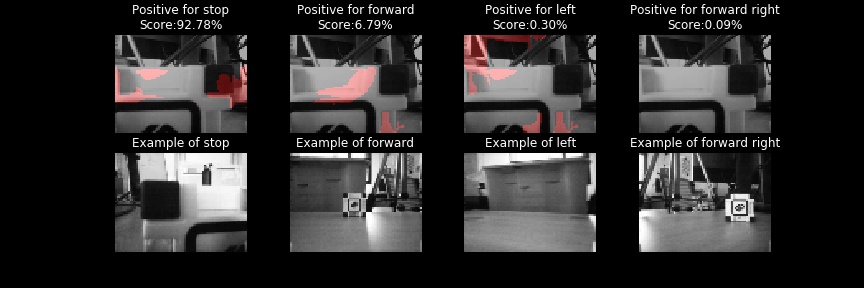 Positive for stop
Score:92.78%
Positive for forward
Score:6.79%
Positive for left
Score:0.30%
Positive for forward right
Score:0.09%
Example of stop
Example of forward
Example of left
Example of forward right